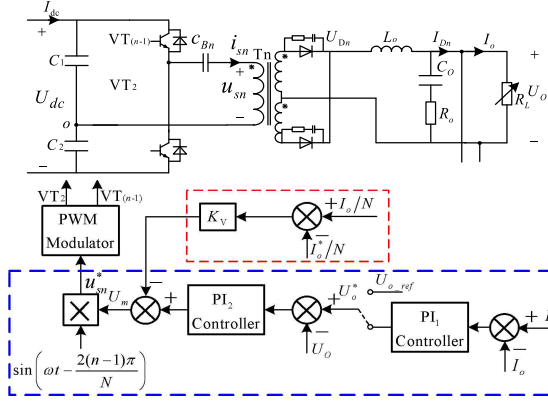 I_dc
+
VT_(n-1)
C_1
VT_2
c_Bn
i_sn
Tn
U_Dn
L_o
I_Dn
I_o
+
*
*
*
+
C_O
U_dc
u_sn
R_L
U_O
o
R_o
−
C_2
−
−
VT_2
VT_(n-1)
PWM
Modulator
K_V
+ I_o/N
−
I_o^*/N
u_sn^*
U_m
−
+
PI_2
Controller
+
U_o^*
U_o_ref
−
U_O
PI_1
Controller
+
−
I_o
sin(ωt − 2(n−1)π/N)